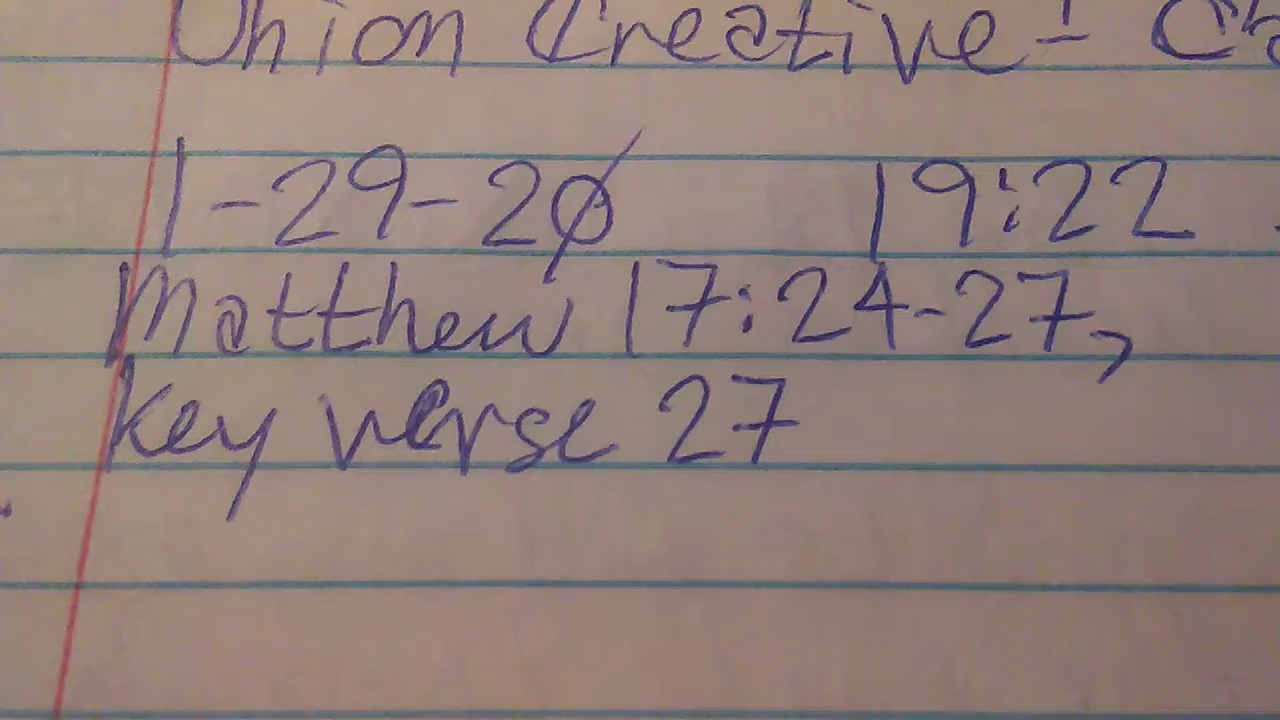 Union Creative - 
1-29-20 19:22
Matthew 17:24-27,
key verse 27